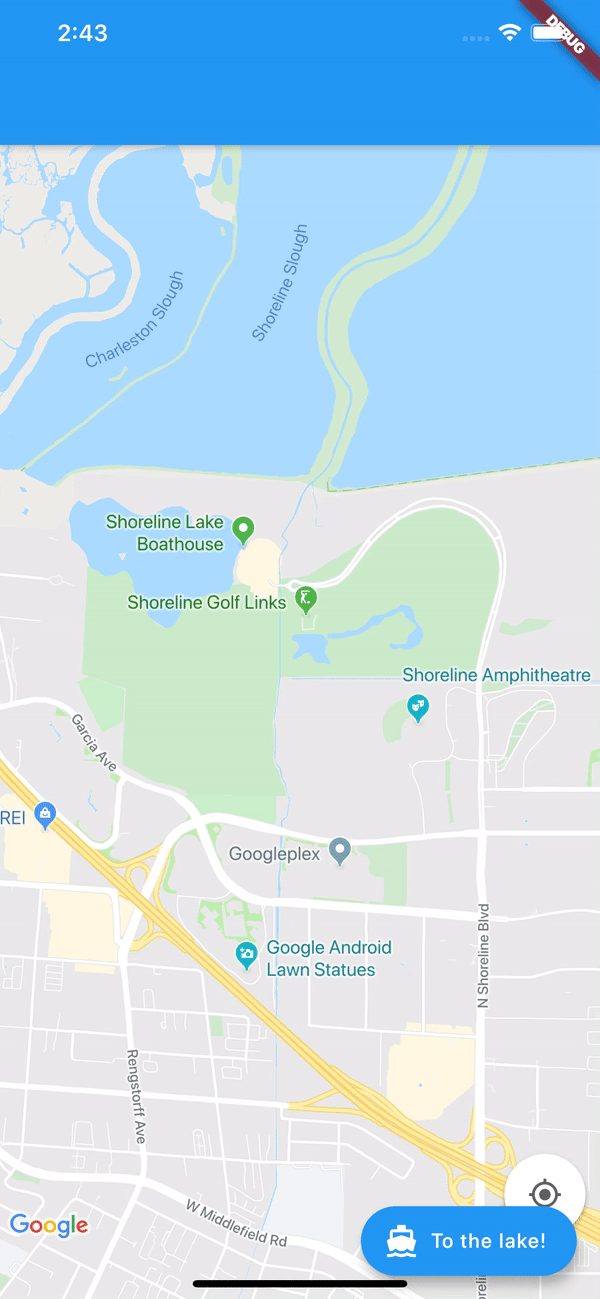 2:43
DEBUG
Charleston Slough
Shoreline Slough
Shoreline Lake
Boathouse
Shoreline Golf Links
Shoreline Amphitheatre
Garcia Ave
REI
Googleplex
N Shoreline Blvd
Google Android
Lawn Statues
Rengstorff Ave
W Middlefield Rd
Google
To the lake!